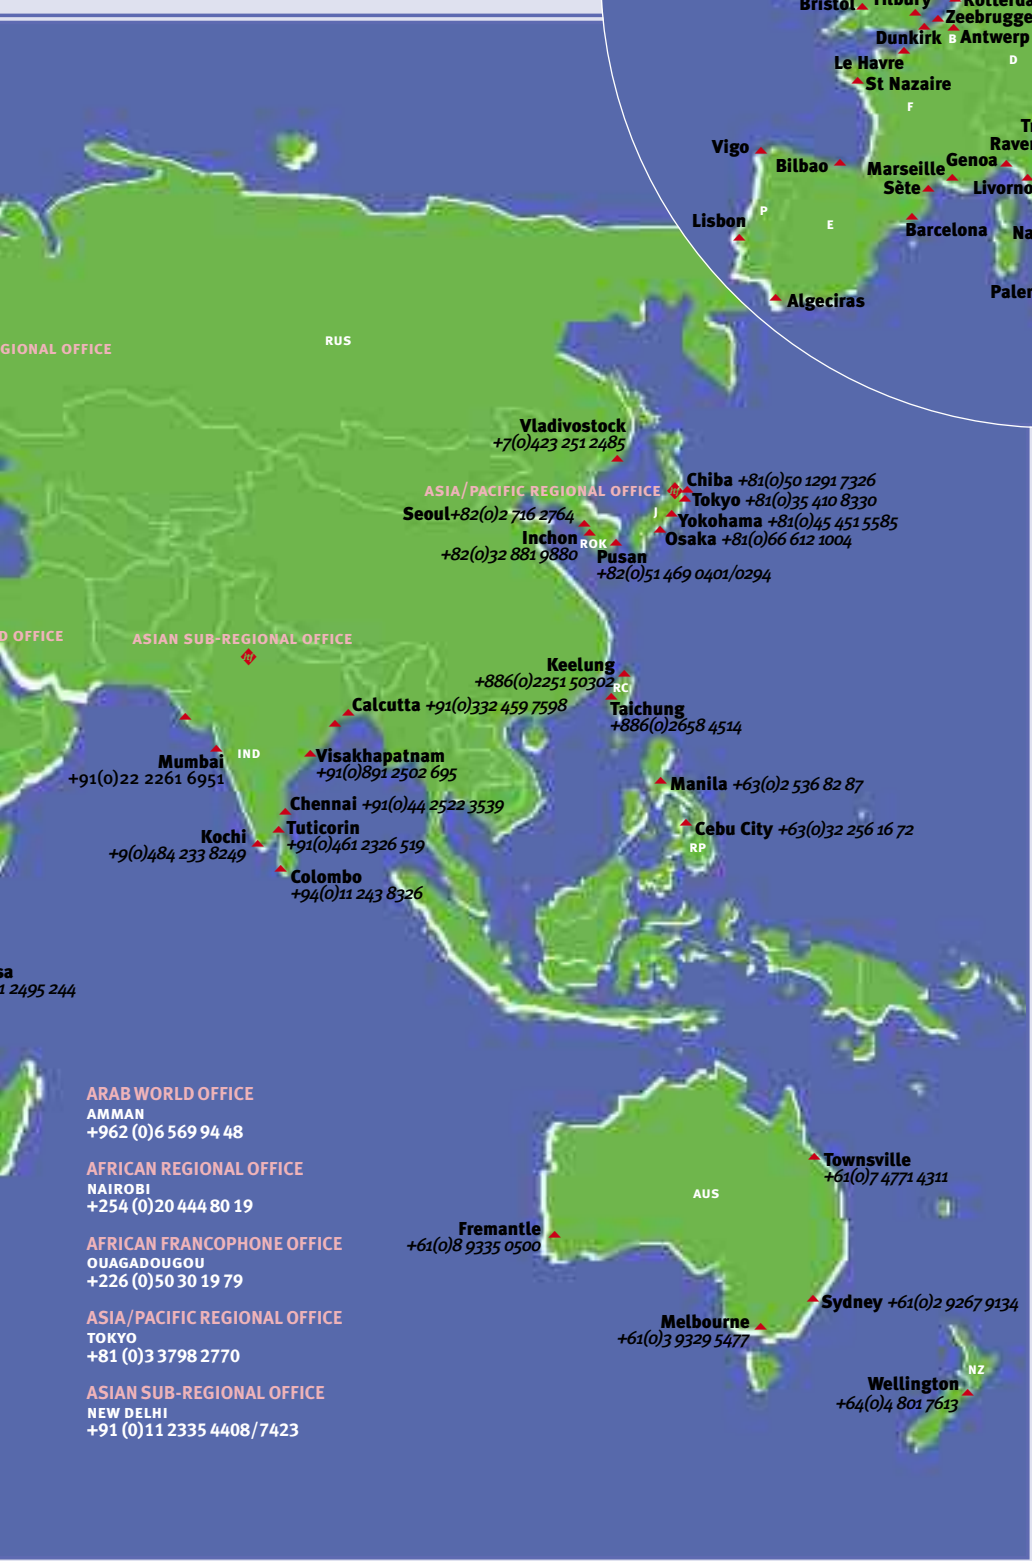 Bristol
Zeebrugge
Dunkirk B Antwerp
D
Le Havre
St Nazaire
F
Vigo
Bilbao
Marseille
Genoa
Sète
Livorno
P
Lisbon
E
Barcelona
Algeciras
RUS
GIONAL OFFICE
Vladivostock
+7(0)423 251 2485
ASIA/PACIFIC REGIONAL OFFICE
Chiba +81(0)50 1291 7326
Tokyo +81(0)35 410 8330
J
Yokohama +81(0)45 451 5585
Osaka +81(0)66 612 1004
Seoul+82(0)2 716 2764
Inchon
+82(0)32 881 9880
ROK
Pusan
+82(0)51 469 0401/0294
D OFFICE
ASIAN SUB-REGIONAL OFFICE
Keelung
+886(0)2251 50302
RC
Taichung
+886(0)2658 4514
Calcutta +91(0)332 459 7598
IND
Mumbai
+91(0)22 2261 6951
Visakhapatnam
+91(0)891 2502 695
Manila +63(0)2 536 82 87
Chennai +91(0)44 2522 3539
Cebu City +63(0)32 256 16 72
RP
Tuticorin
+91(0)461 2326 519
Kochi
+9(0)484 233 8249
Colombo
+94(0)11 243 8326
sa
1 2495 244
ARAB WORLD OFFICE
AMMAN
+962 (0)6 569 94 48
AFRICAN REGIONAL OFFICE
NAIROBI
+254 (0)20 444 80 19
AFRICAN FRANCOPHONE OFFICE
OUAGADOUGOU
+226 (0)50 30 19 79
ASIA/PACIFIC REGIONAL OFFICE
TOKYO
+81 (0)3 3798 2770
ASIAN SUB-REGIONAL OFFICE
NEW DELHI
+91 (0)11 2335 4408/7423
Townsville
+61(0)7 4771 4311
AUS
Fremantle
+61(0)8 9335 0500
Sydney +61(0)2 9267 9134
Melbourne
+61(0)3 9329 5477
NZ
Wellington
+64(0)4 801 7613